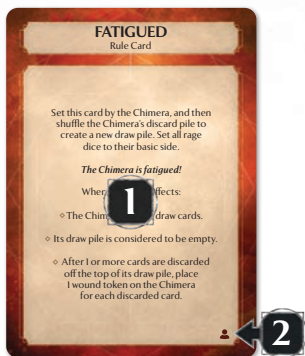 FATIGUED
Rule Card
Set this card by the Chimera, and then
shuffle the Chimera's discard pile to
create a new draw pile. Set all rage
dice to their basic side.
The Chimera is fatigued!
When ffects:
⋄ The Chim draw cards.
⋄ Its draw pile is considered to be empty.
⋄ After 1 or more cards are discarded
off the top of its draw pile, place
1 wound token on the Chimera
for each discarded card.
1
2